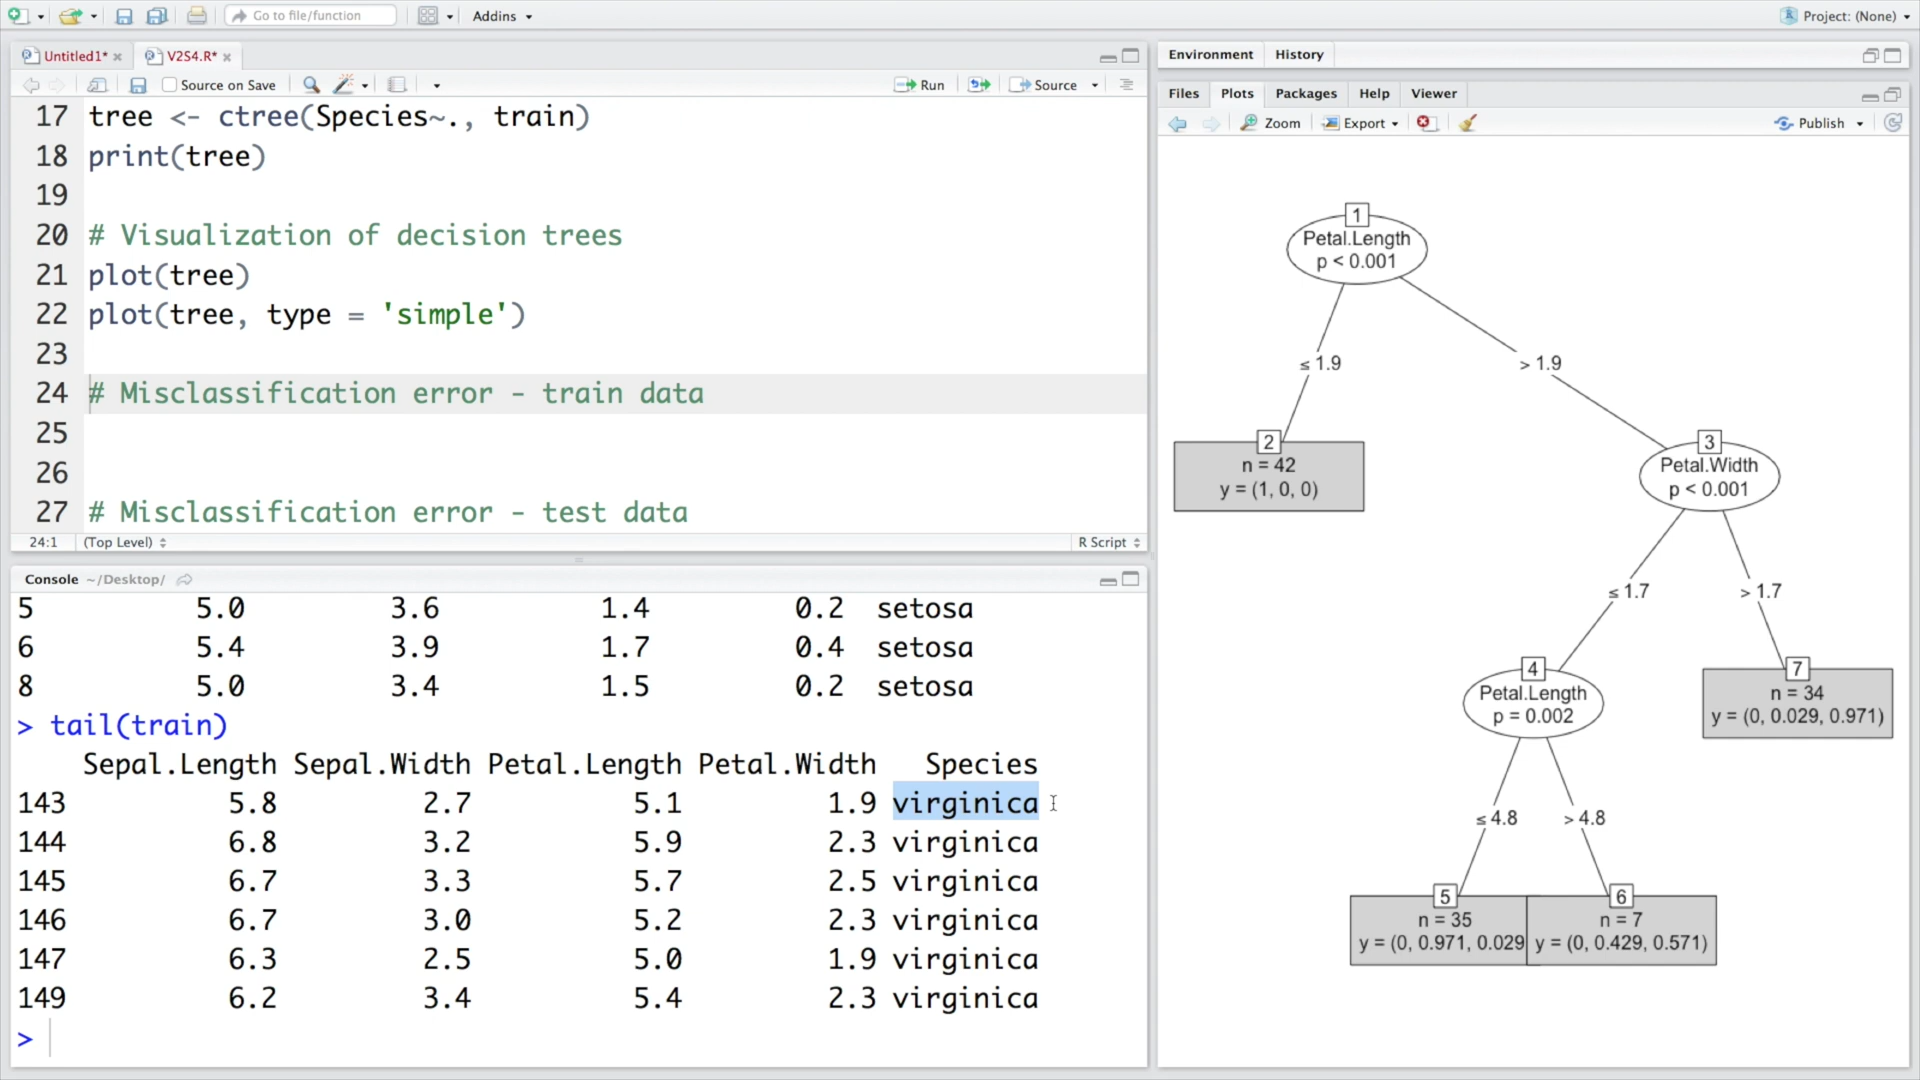 Go to file/function
Addins
Project: (None)
Untitled1*
V2S4.R*
Source on Save
Run
Source
17 tree <- ctree(Species~., train)
18 print(tree)
19
20 # Visualization of decision trees
21 plot(tree)
22 plot(tree, type = 'simple')
23
24 # Misclassification error - train data
25
26
27 # Misclassification error - test data
24:1 (Top Level) R Script
Console ~/Desktop/
5 5.0 3.6 1.4 0.2 setosa
6 5.4 3.9 1.7 0.4 setosa
8 5.0 3.4 1.5 0.2 setosa
> tail(train)
Sepal.Length Sepal.Width Petal.Length Petal.Width Species
143 5.8 2.7 5.1 1.9 virginica
144 6.8 3.2 5.9 2.3 virginica
145 6.7 3.3 5.7 2.5 virginica
146 6.7 3.0 5.2 2.3 virginica
147 6.3 2.5 5.0 1.9 virginica
149 6.2 3.4 5.4 2.3 virginica
>
Environment History
Files Plots Packages Help Viewer
Zoom Export Publish
1
Petal.Length
p < 0.001
≤ 1.9
> 1.9
2
n = 42
y = (1, 0, 0)
3
Petal.Width
p < 0.001
≤ 1.7
> 1.7
4
Petal.Length
p = 0.002
7
n = 34
y = (0, 0.029, 0.971)
≤ 4.8
> 4.8
5
n = 35
y = (0, 0.971, 0.029
6
n = 7
y = (0, 0.429, 0.571)